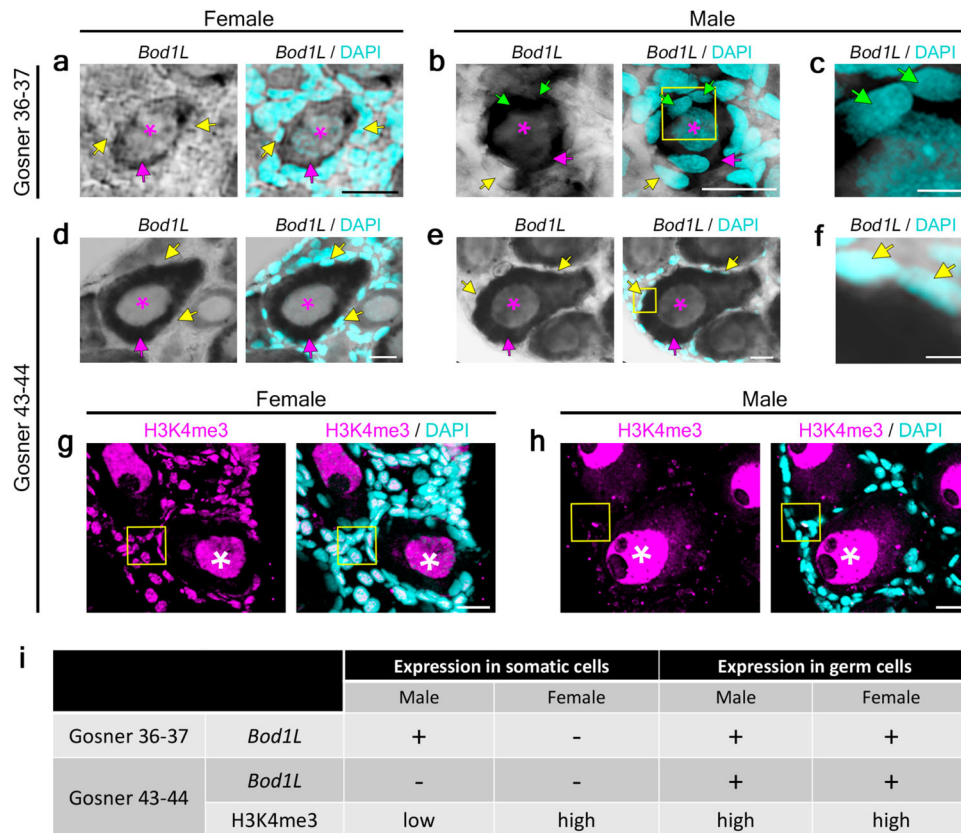 Female
Male
Bod1L
Bod1L / DAPI
Bod1L
Bod1L / DAPI
Bod1L / DAPI
a
b
c
Gosner 36-37
*
*
*
*
Bod1L
Bod1L / DAPI
Bod1L
Bod1L / DAPI
Bod1L / DAPI
d
e
f
*
*
*
*
Gosner 43-44
Female
Male
H3K4me3
H3K4me3 / DAPI
H3K4me3
H3K4me3 / DAPI
g
h
*
*
*
*
i
Expression in somatic cells Expression in germ cells
Male Female Male Female
Gosner 36-37 Bod1L + - + +
Gosner 43-44 Bod1L - - + +
H3K4me3 low high high high